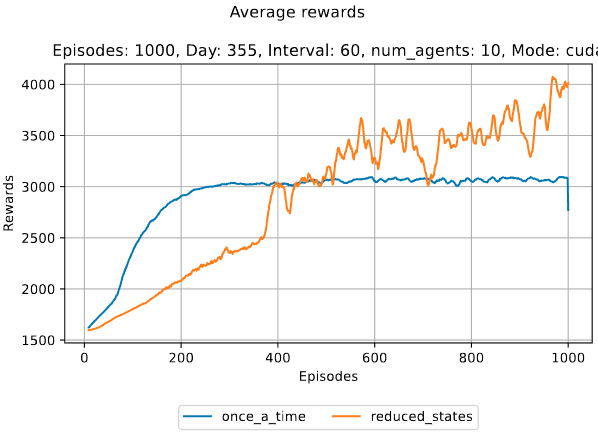 Average rewards
Episodes: 1000, Day: 355, Interval: 60, num_agents: 10, Mode: cuda
4000
3500
3000
2500
2000
1500
Rewards
0 200 400 600 800 1000
Episodes
once_a_time reduced_states